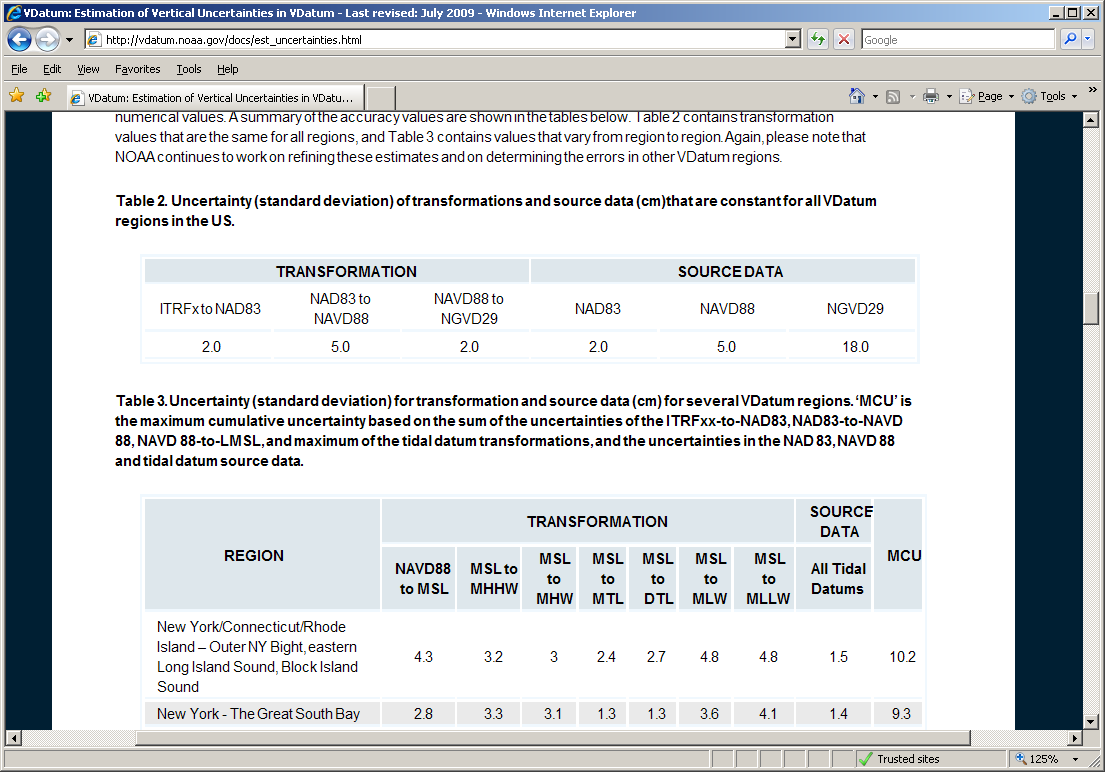 VDatum: Estimation of Vertical Uncertainties in VDatum - Last revised: July 2009 - Windows Internet Explorer
http://vdatum.noaa.gov/docs/est_uncertainties.html
Google
File Edit View Favorites Tools Help
VDatum: Estimation of Vertical Uncertainties in VDatu...
Page Tools »
numerical values. A summary of the accuracy values are shown in the tables below. Table 2 contains transformation
values that are the same for all regions, and Table 3 contains values that vary from region to region. Again, please note that
NOAA continues to work on refining these estimates and on determining the errors in other VDatum regions.
Table 2. Uncertainty (standard deviation) of transformations and source data (cm)that are constant for all VDatum
regions in the US.
TRANSFORMATION SOURCE DATA
ITRFx to NAD83 NAD83 to NAVD88 NAVD88 to NGVD29 NAD83 NAVD88 NGVD29
2.0 5.0 2.0 2.0 5.0 18.0
Table 3. Uncertainty (standard deviation) for transformation and source data (cm) for several VDatum regions. ‘MCU’ is
the maximum cumulative uncertainty based on the sum of the uncertainties of the ITRFxx-to-NAD83, NAD83-to-NAVD
88, NAVD 88-to-LMSL, and maximum of the tidal datum transformations, and the uncertainties in the NAD 83, NAVD 88
and tidal datum source data.
REGION TRANSFORMATION SOURCE DATA MCU
NAVD88 to MSL MSL to MHHW MSL to MHW MSL to MTL MSL to DTL MSL to MLW MSL to MLLW All Tidal Datums
New York/Connecticut/Rhode
Island – Outer NY Bight, eastern
Long Island Sound, Block Island
Sound
4.3 3.2 3 2.4 2.7 4.8 4.8 1.5 10.2
New York - The Great South Bay 2.8 3.3 3.1 1.3 1.3 3.6 4.1 1.4 9.3
Trusted sites 125%